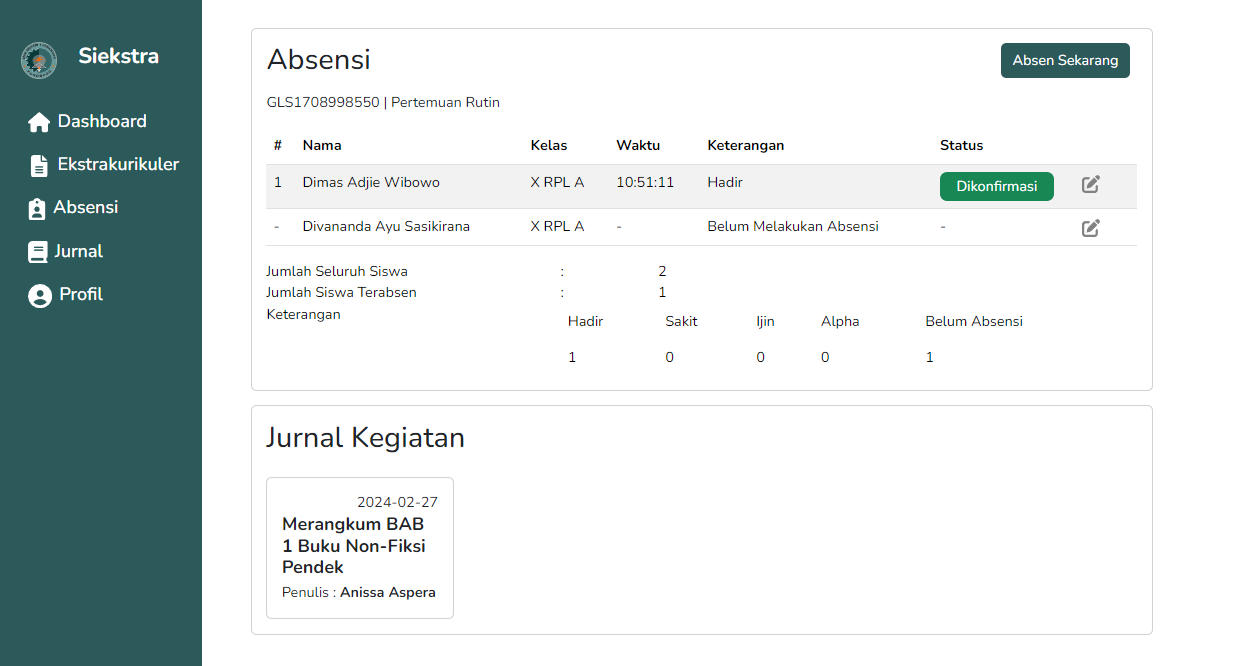 Siekstra
Dashboard
Ekstrakurikuler
Absensi
Jurnal
Profil
Absensi
Absen Sekarang
GLS1708998550 | Pertemuan Rutin
# Nama Kelas Waktu Keterangan Status
1 Dimas Adjie Wibowo X RPL A 10:51:11 Hadir Dikonfirmasi
- Divananda Ayu Sasikirana X RPL A - Belum Melakukan Absensi -
Jumlah Seluruh Siswa : 2
Jumlah Siswa Terabsen : 1
Keterangan
Hadir Sakit Ijin Alpha Belum Absensi
1 0 0 0 1
Jurnal Kegiatan
2024-02-27
Merangkum BAB
1 Buku Non-Fiksi
Pendek
Penulis : Anissa Aspera